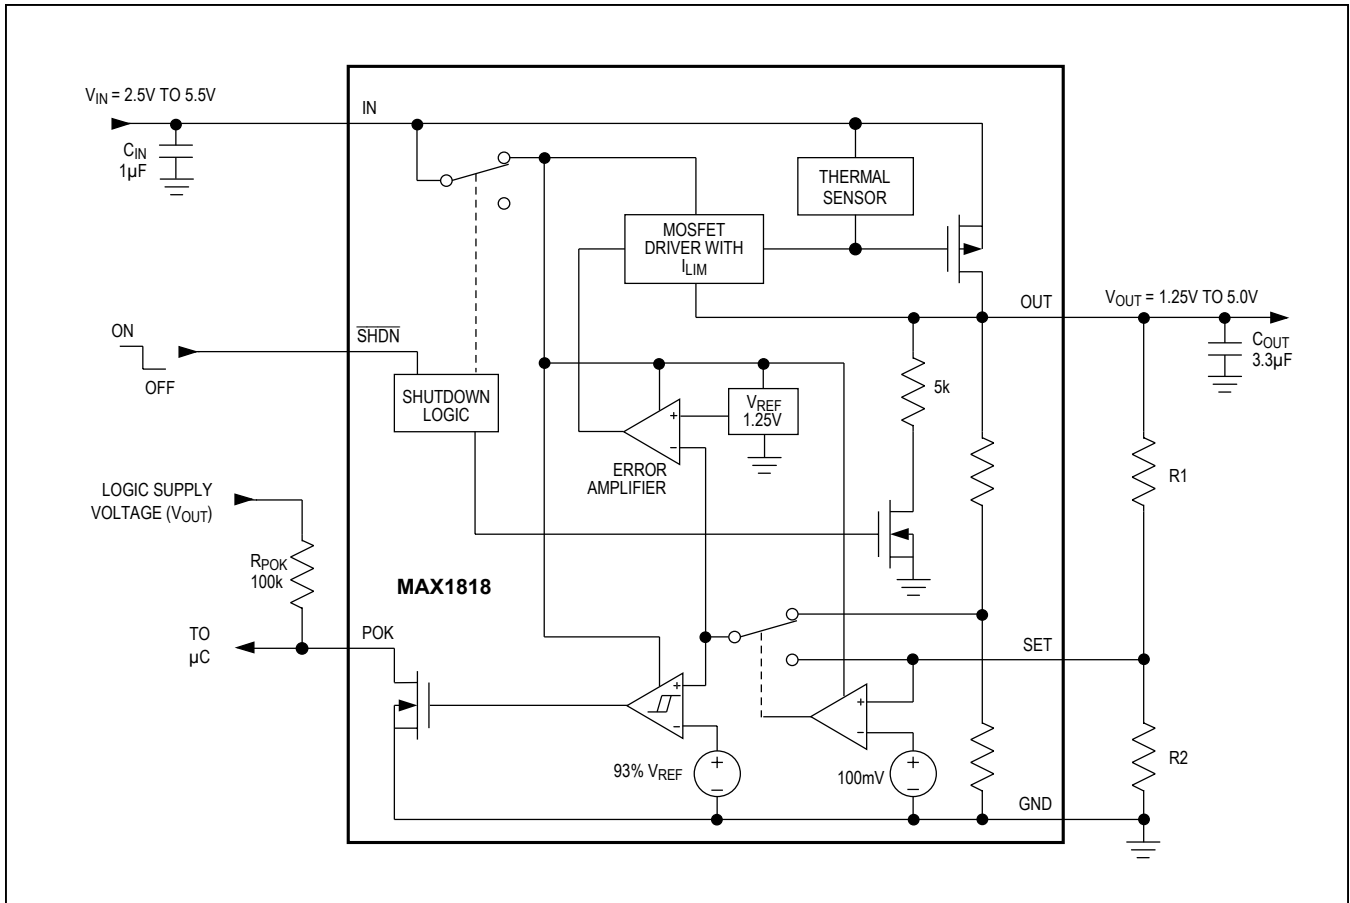 V_IN = 2.5V TO 5.5V
IN
C_IN
1µF
THERMAL
SENSOR
MOSFET
DRIVER WITH
I_LIM
OUT
V_OUT = 1.25V TO 5.0V
C_OUT
3.3µF
ON
OFF
SHDN
SHUTDOWN
LOGIC
V_REF
1.25V
5k
+
−
ERROR
AMPLIFIER
R1
LOGIC SUPPLY
VOLTAGE (V_OUT)
R_POK
100k
MAX1818
TO
µC
POK
SET
+
−
+
−
93% V_REF
+
−
100mV
+
−
R2
GND